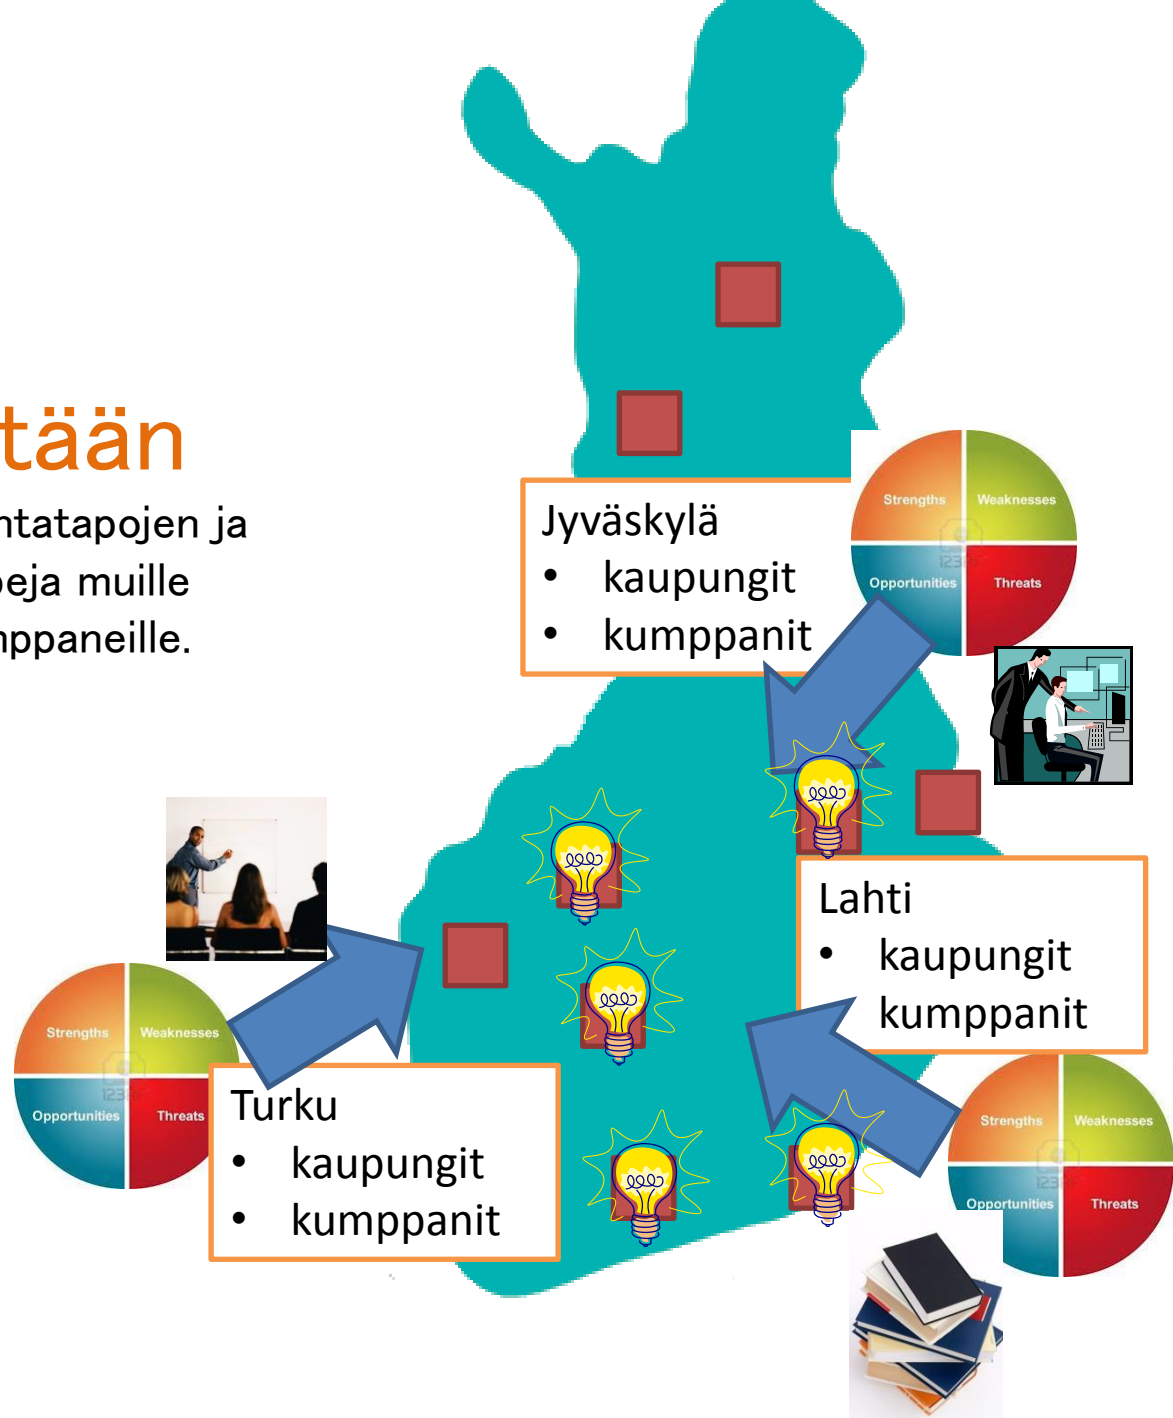 tään
ntatapojen ja
peja muille
mppaneille.
Jyväskylä
• kaupungit
• kumppanit
Strengths
Weaknesses
Opportunities
Threats
Lahti
• kaupungit
kumppanit
Strengths
Weaknesses
Opportunities
Threats
Turku
• kaupungit
• kumppanit
Strengths
Weaknesses
Opportunities
Threats